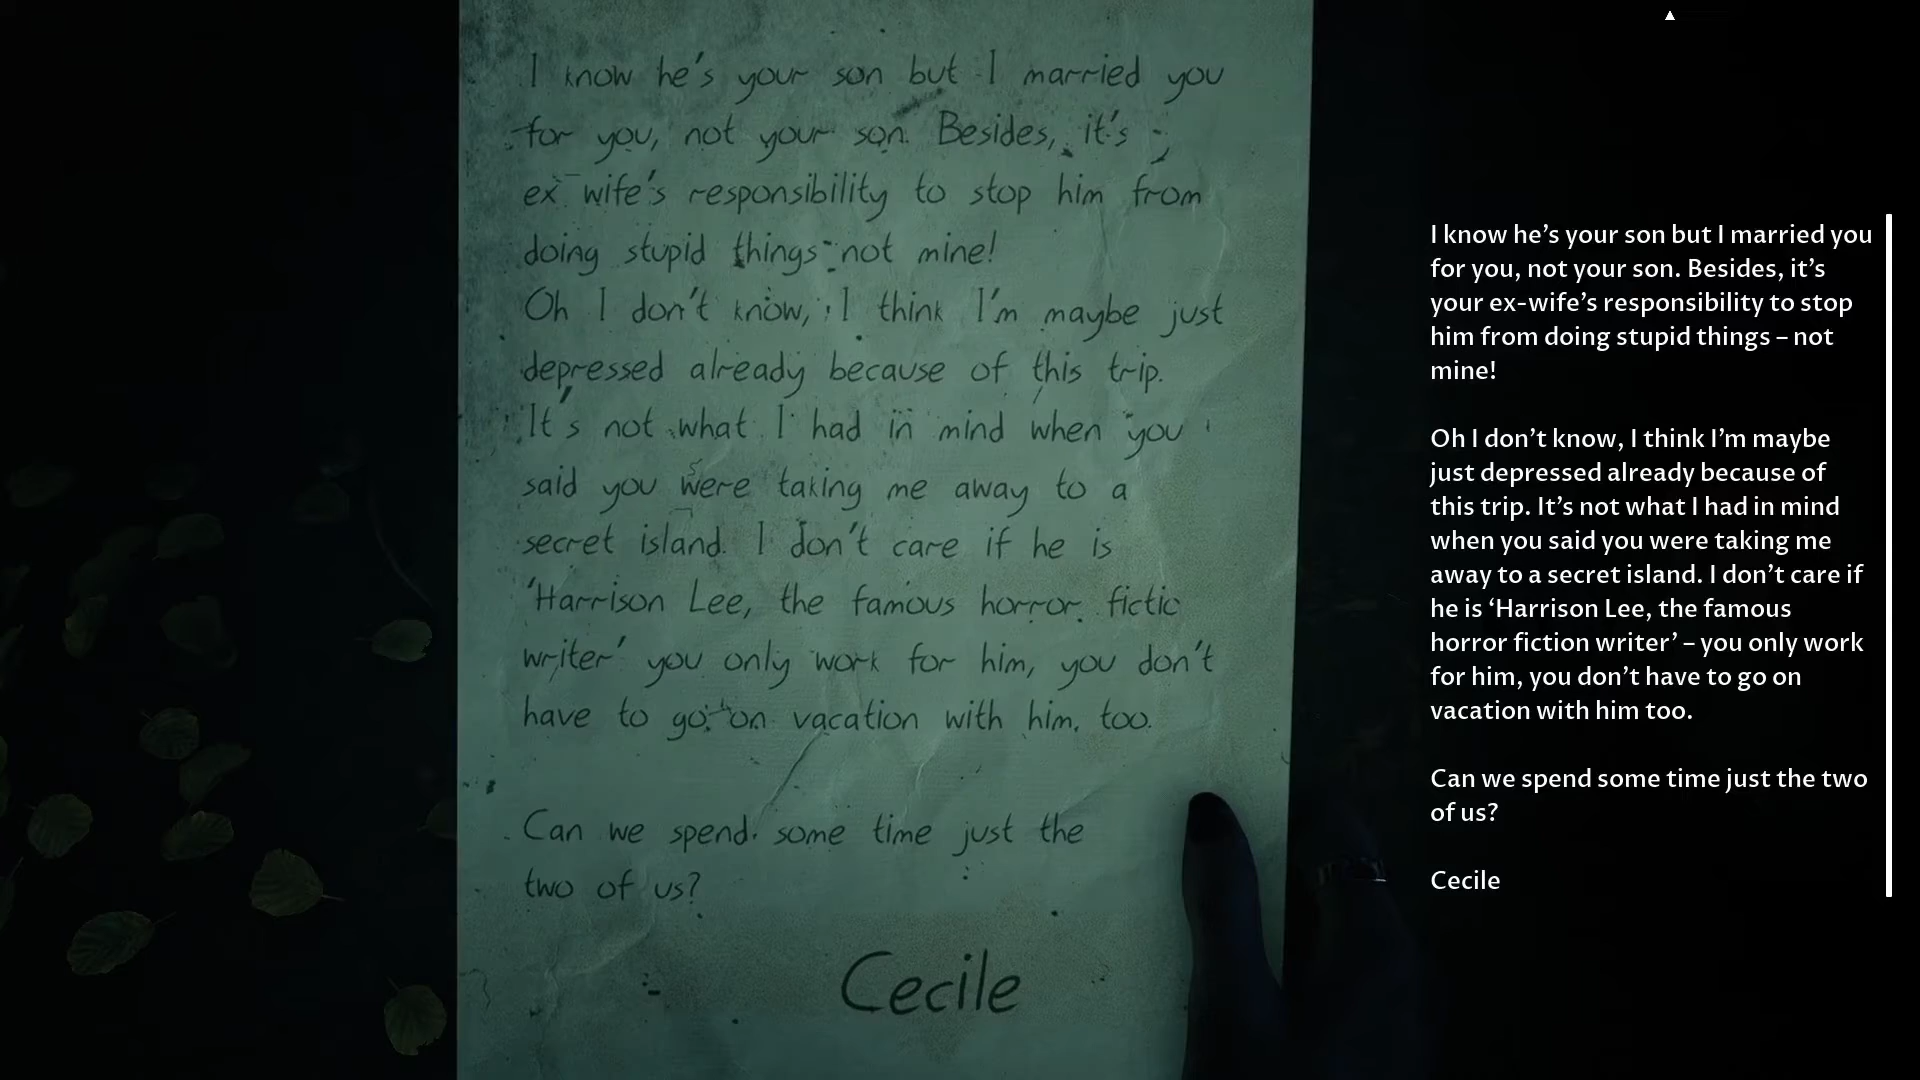 I know he's your son but I married you
for you, not your son. Besides, it's
ex wife's responsibility to stop him from
doing stupid things-not mine!
Oh I don't know, I think I'm maybe just
depressed already because of this trip.
It's not what I had in mind when you
said you were taking me away to a
secret island. I don't care if he is
'Harrison Lee, the famous horror fictic
writer' you only work for him, you don't
have to go on vacation with him, too.
Can we spend some time just the
two of us?
Cecile
I know he's your son but I married you
for you, not your son. Besides, it's
your ex-wife's responsibility to stop
him from doing stupid things – not
mine!
Oh I don't know, I think I'm maybe
just depressed already because of
this trip. It's not what I had in mind
when you said you were taking me
away to a secret island. I don't care if
he is ‘Harrison Lee, the famous
horror fiction writer’ – you only work
for him, you don't have to go on
vacation with him too.
Can we spend some time just the two
of us?
Cecile